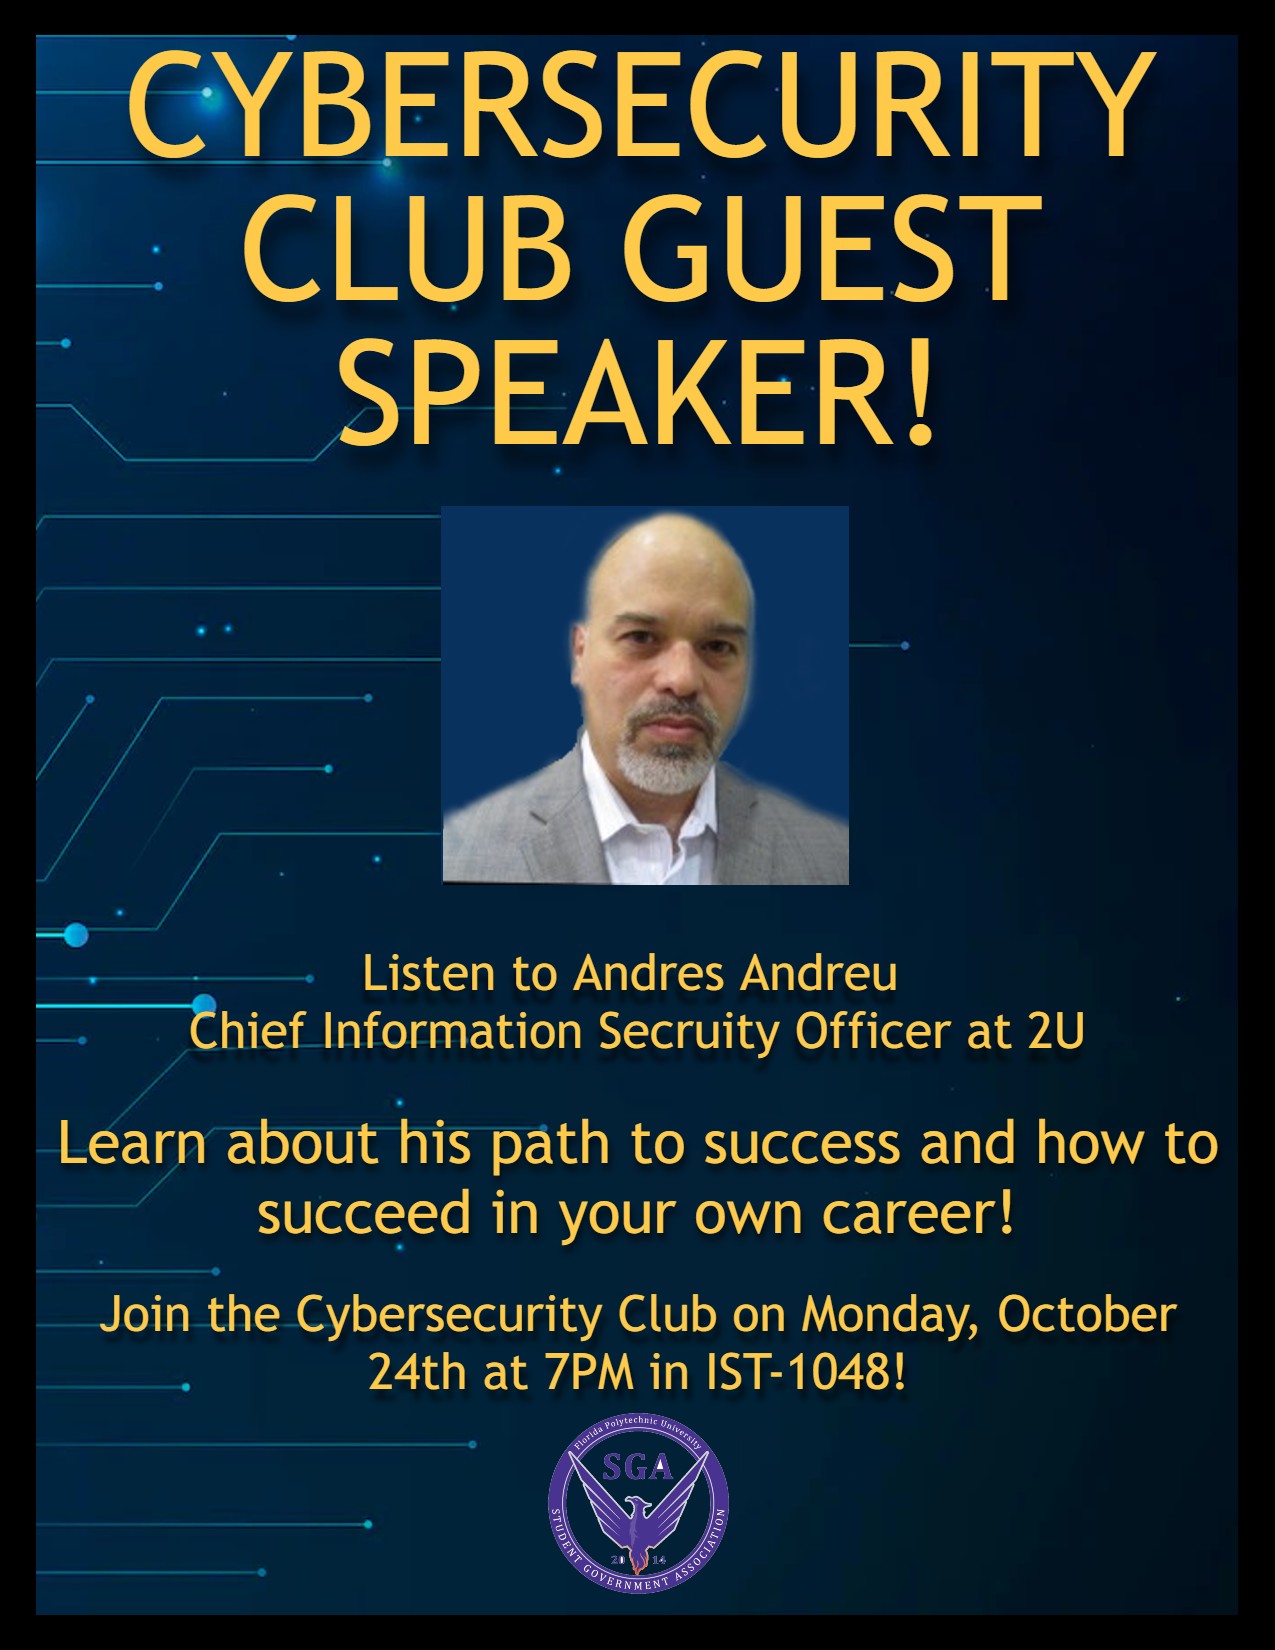 CYBERSECURITY
CLUB GUEST
SPEAKER!
Listen to Andres Andreu
Chief Information Secruity Officer at 2U
Learn about his path to success and how to
succeed in your own career!
Join the Cybersecurity Club on Monday, October
24th at 7PM in IST-1048!
Florida Polytechnic University
SGA
20 14
STUDENT GOVERNMENT ASSOCIATION